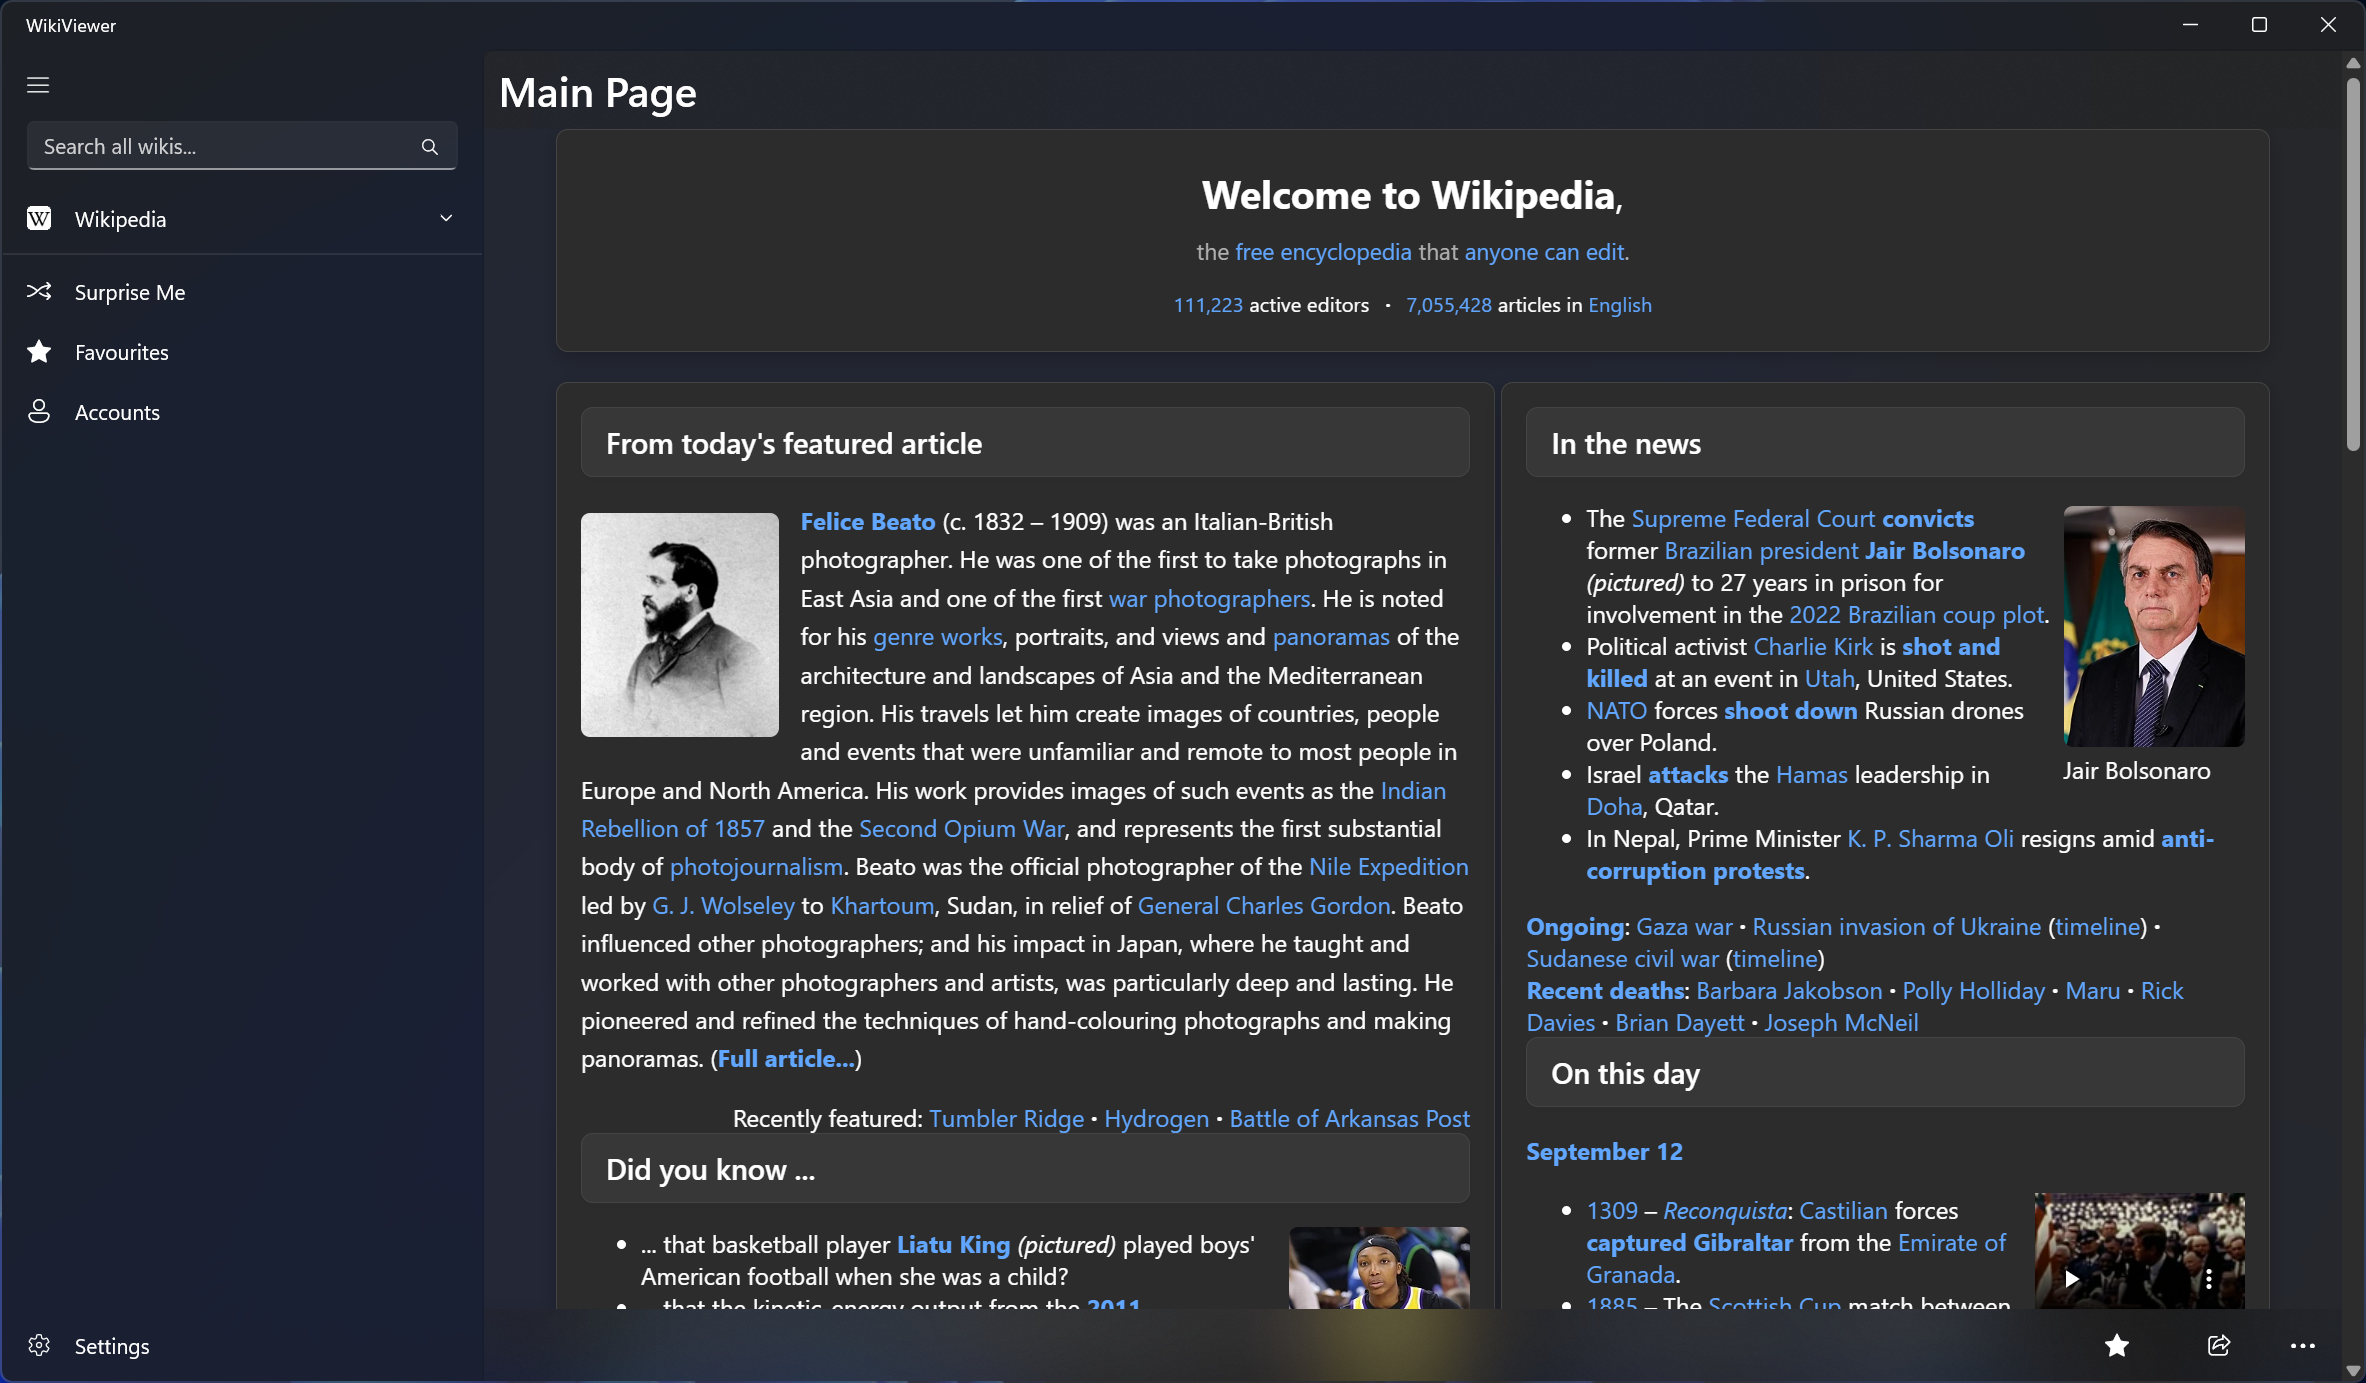 WikiViewer
Search all wikis...
Wikipedia
Surprise Me
Favourites
Accounts
Settings
Main Page
Welcome to Wikipedia,
the free encyclopedia that anyone can edit.
111,223 active editors · 7,055,428 articles in English
From today's featured article
Felice Beato (c. 1832 – 1909) was an Italian-British
photographer. He was one of the first to take photographs in
East Asia and one of the first war photographers. He is noted
for his genre works, portraits, and views and panoramas of the
architecture and landscapes of Asia and the Mediterranean
region. His travels let him create images of countries, people
and events that were unfamiliar and remote to most people in
Europe and North America. His work provides images of such events as the Indian
Rebellion of 1857 and the Second Opium War, and represents the first substantial
body of photojournalism. Beato was the official photographer of the Nile Expedition
led by G. J. Wolseley to Khartoum, Sudan, in relief of General Charles Gordon. Beato
influenced other photographers; and his impact in Japan, where he taught and
worked with other photographers and artists, was particularly deep and lasting. He
pioneered and refined the techniques of hand-colouring photographs and making
panoramas. (Full article...)
Recently featured: Tumbler Ridge • Hydrogen • Battle of Arkansas Post
Did you know ...
• ... that basketball player Liatu King (pictured) played boys'
American football when she was a child?
• ... that the kinetic-energy output from the 2011
In the news
• The Supreme Federal Court convicts
former Brazilian president Jair Bolsonaro
(pictured) to 27 years in prison for
involvement in the 2022 Brazilian coup plot.
• Political activist Charlie Kirk is shot and
killed at an event in Utah, United States.
• NATO forces shoot down Russian drones
over Poland.
• Israel attacks the Hamas leadership in
Doha, Qatar.
• In Nepal, Prime Minister K. P. Sharma Oli resigns amid anti-
corruption protests.
Jair Bolsonaro
Ongoing: Gaza war • Russian invasion of Ukraine (timeline) •
Sudanese civil war (timeline)
Recent deaths: Barbara Jakobson • Polly Holliday • Maru • Rick
Davies • Brian Dayett • Joseph McNeil
On this day
September 12
• 1309 – Reconquista: Castilian forces
captured Gibraltar from the Emirate of
Granada.
• 1885 – The Scottish Cup match between